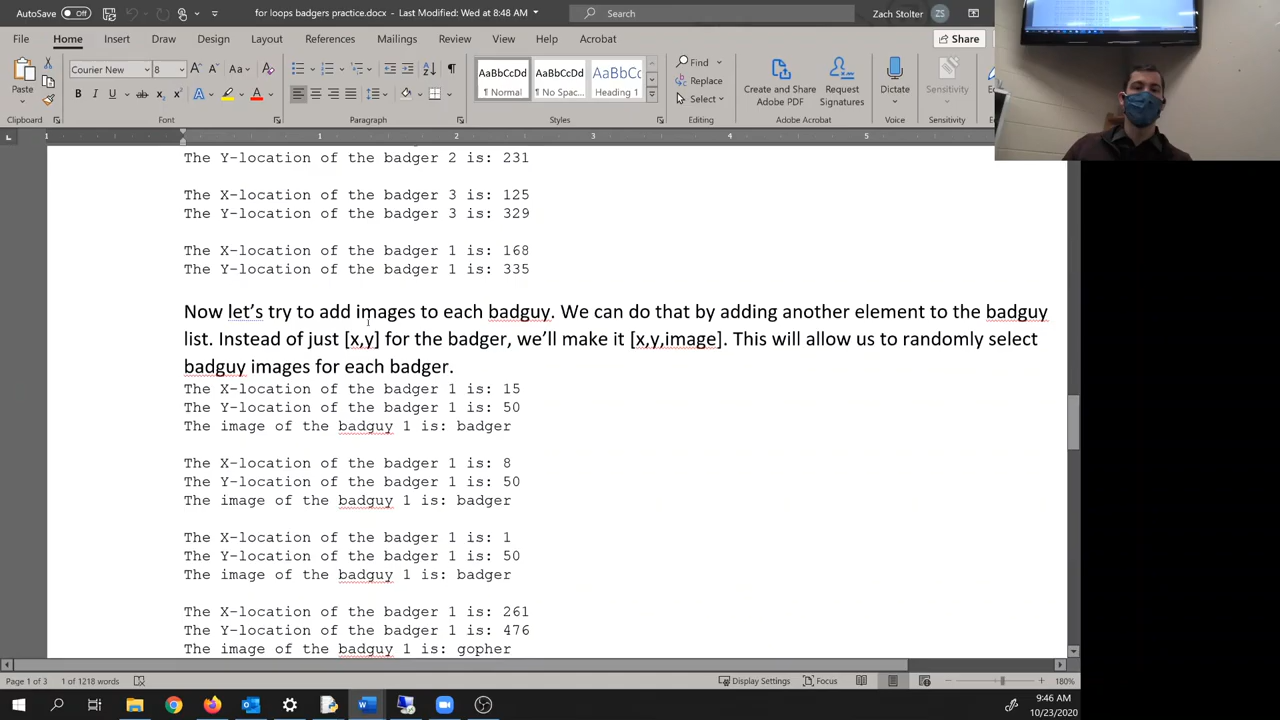 AutoSave Off for loops badgers practice.docx - Last Modified: Wed at 8:48 AM Search Zach Stolter ZS
File Home Insert Draw Design Layout References Mailings Review View Help Acrobat Share
Courier New 8 Aa
AaBbCcDd AaBbCcDd AaBbCc
¶ Normal ¶ No Spac... Heading 1
Find
Replace
Select
Paste
Create and Share Adobe PDF
Request Signatures
Dictate
Sensitivity
Clipboard Font Paragraph Styles Editing Adobe Acrobat Voice Sensitivity
1 1 2 3 4 5
The Y-location of the badger 2 is: 231
The X-location of the badger 3 is: 125
The Y-location of the badger 3 is: 329
The X-location of the badger 1 is: 168
The Y-location of the badger 1 is: 335
Now let's try to add images to each badguy. We can do that by adding another element to the badguy
list. Instead of just [x,y] for the badger, we'll make it [x,y,image]. This will allow us to randomly select
badguy images for each badger.
The X-location of the badger 1 is: 15
The Y-location of the badger 1 is: 50
The image of the badguy 1 is: badger
The X-location of the badger 1 is: 8
The Y-location of the badger 1 is: 50
The image of the badguy 1 is: badger
The X-location of the badger 1 is: 1
The Y-location of the badger 1 is: 50
The image of the badguy 1 is: badger
The X-location of the badger 1 is: 261
The Y-location of the badger 1 is: 476
The image of the badguy 1 is: gopher
Page 1 of 3 1 of 1218 words Display Settings Focus 180%
9:46 AM
10/23/2020